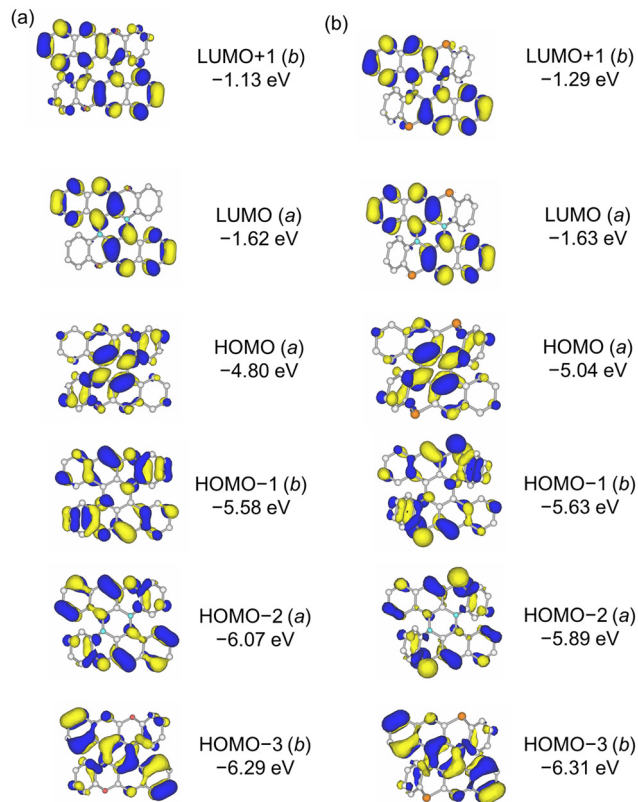 (a)
LUMO+1 (b)
−1.13 eV
LUMO (a)
−1.62 eV
HOMO (a)
−4.80 eV
HOMO−1 (b)
−5.58 eV
HOMO−2 (a)
−6.07 eV
HOMO−3 (b)
−6.29 eV
(b)
LUMO+1 (b)
−1.29 eV
LUMO (a)
−1.63 eV
HOMO (a)
−5.04 eV
HOMO−1 (b)
−5.63 eV
HOMO−2 (a)
−5.89 eV
HOMO−3 (b)
−6.31 eV